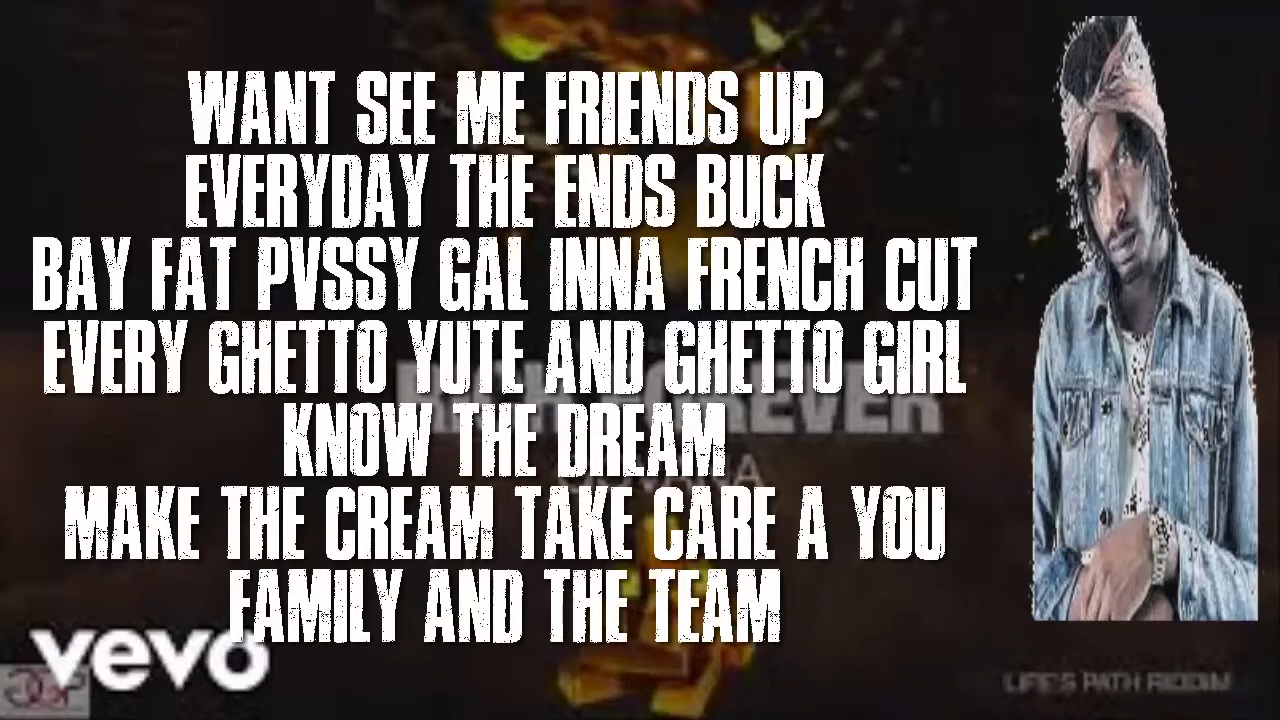 WANT SEE ME FRIENDS UP
EVERYDAY THE ENDS BUCK
BAY FAT PVSSY GAL INNA FRENCH CUT
EVERY GHETTO YUTE AND GHETTO GIRL
KNOW THE DREAM
MAKE THE CREAM TAKE CARE A YOU
FAMILY AND THE TEAM
vevo
LIFE'S PATH RIDDIM